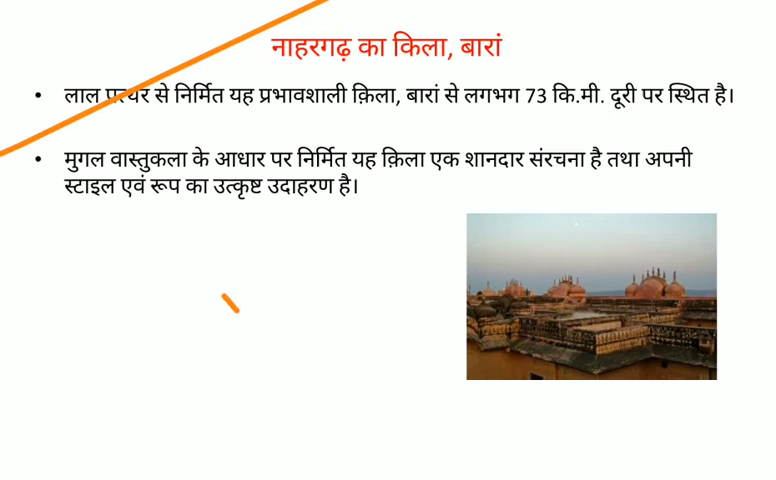 नाहरगढ़ का किला, बारां
• लाल पत्थर से निर्मित यह प्रभावशाली क़िला, बारां से लगभग 73 कि.मी. दूरी पर स्थित है।
• मुगल वास्तुकला के आधार पर निर्मित यह क़िला एक शानदार संरचना है तथा अपनी
स्टाइल एवं रूप का उत्कृष्ट उदाहरण है।